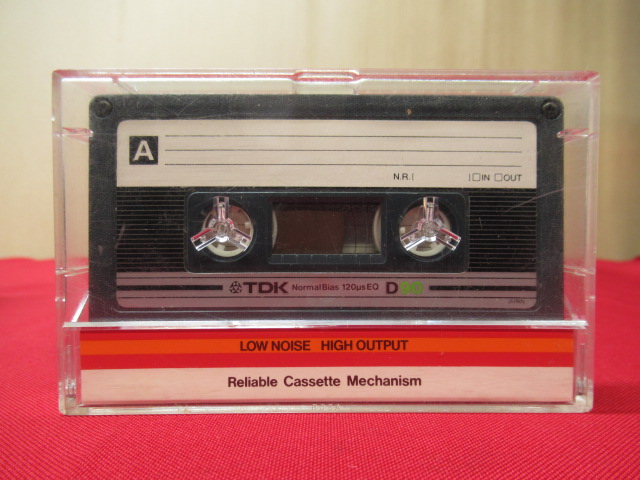 A
N.R.( )□IN □OUT
TDK Normal Bias 120μs EQ D
LOW NOISE HIGH OUTPUT
Reliable Cassette Mechanism